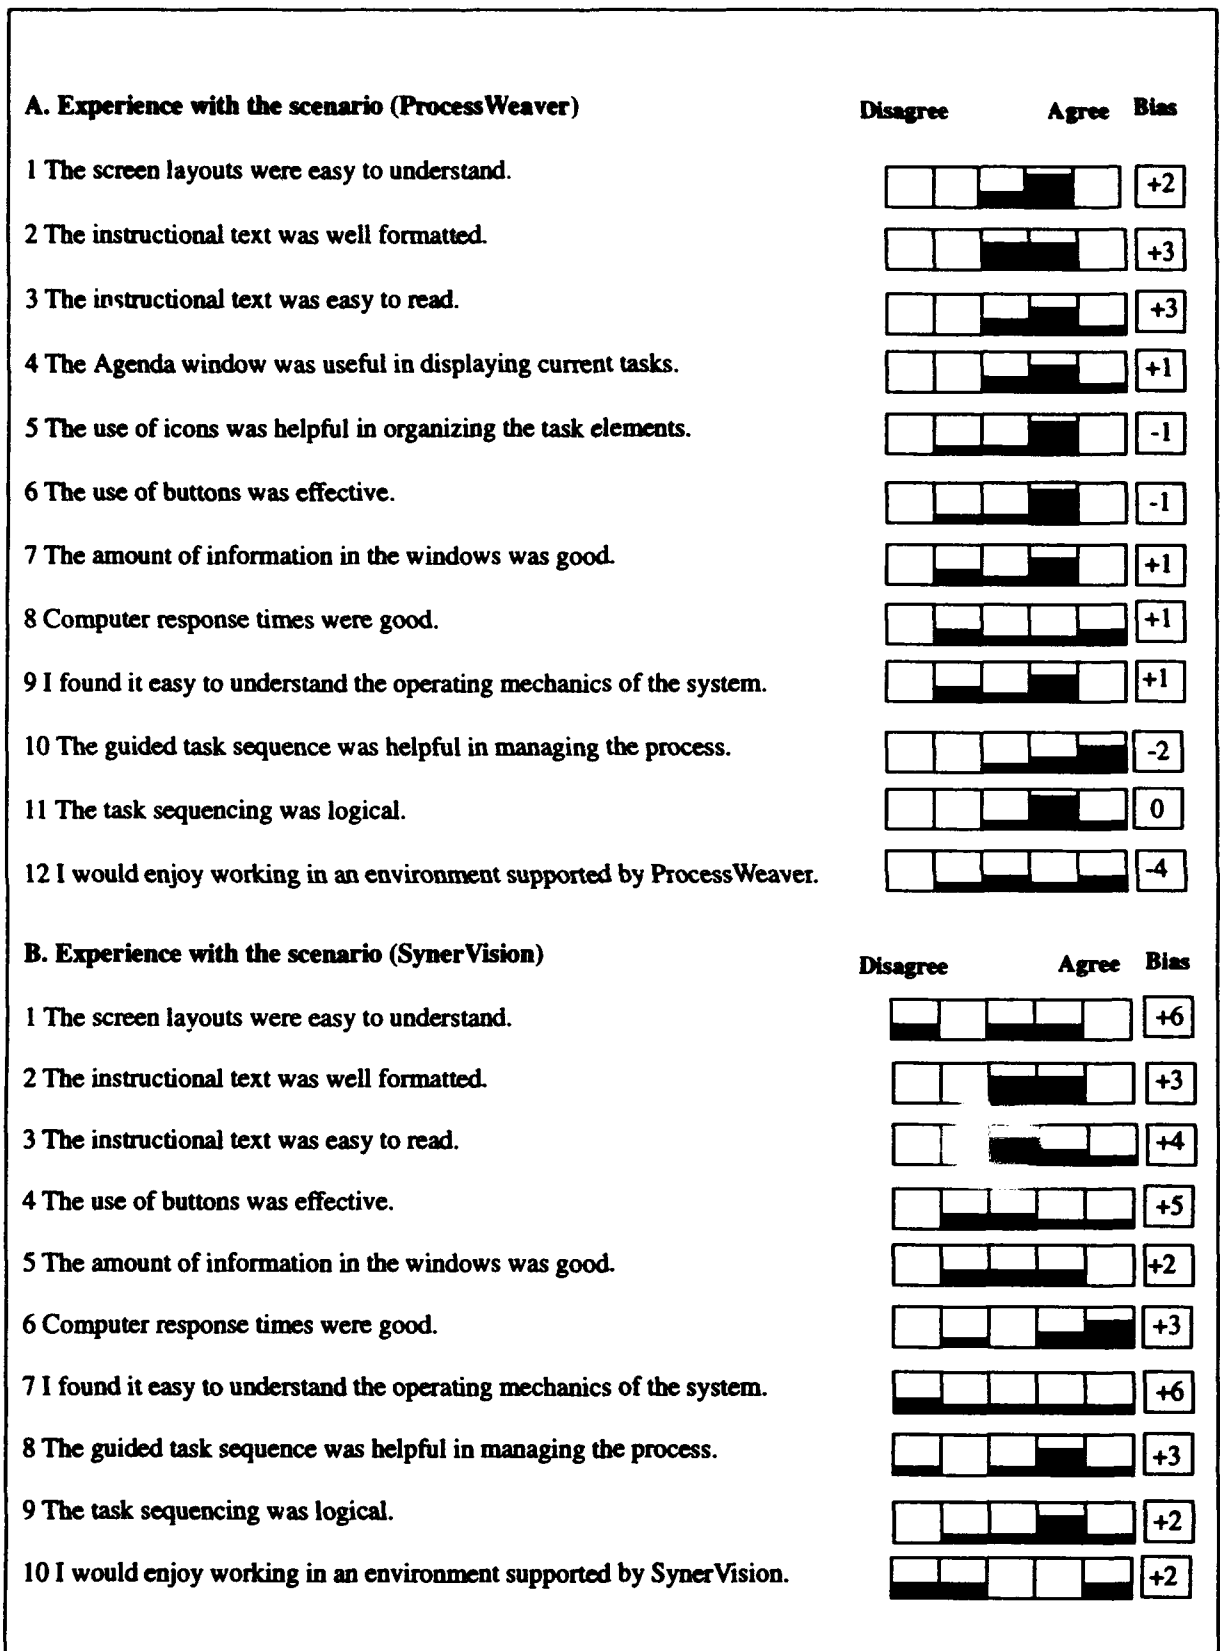 A. Experience with the scenario (ProcessWeaver) Disagree Agree Bias
1 The screen layouts were easy to understand. +2
2 The instructional text was well formatted. +3
3 The instructional text was easy to read. +3
4 The Agenda window was useful in displaying current tasks. +1
5 The use of icons was helpful in organizing the task elements. -1
6 The use of buttons was effective. -1
7 The amount of information in the windows was good. +1
8 Computer response times were good. +1
9 I found it easy to understand the operating mechanics of the system. +1
10 The guided task sequence was helpful in managing the process. -2
11 The task sequencing was logical. 0
12 I would enjoy working in an environment supported by ProcessWeaver. -4
B. Experience with the scenario (SynerVision) Disagree Agree Bias
1 The screen layouts were easy to understand. +6
2 The instructional text was well formatted. +3
3 The instructional text was easy to read. +4
4 The use of buttons was effective. +5
5 The amount of information in the windows was good. +2
6 Computer response times were good. +3
7 I found it easy to understand the operating mechanics of the system. +6
8 The guided task sequence was helpful in managing the process. +3
9 The task sequencing was logical. +2
10 I would enjoy working in an environment supported by SynerVision. +2